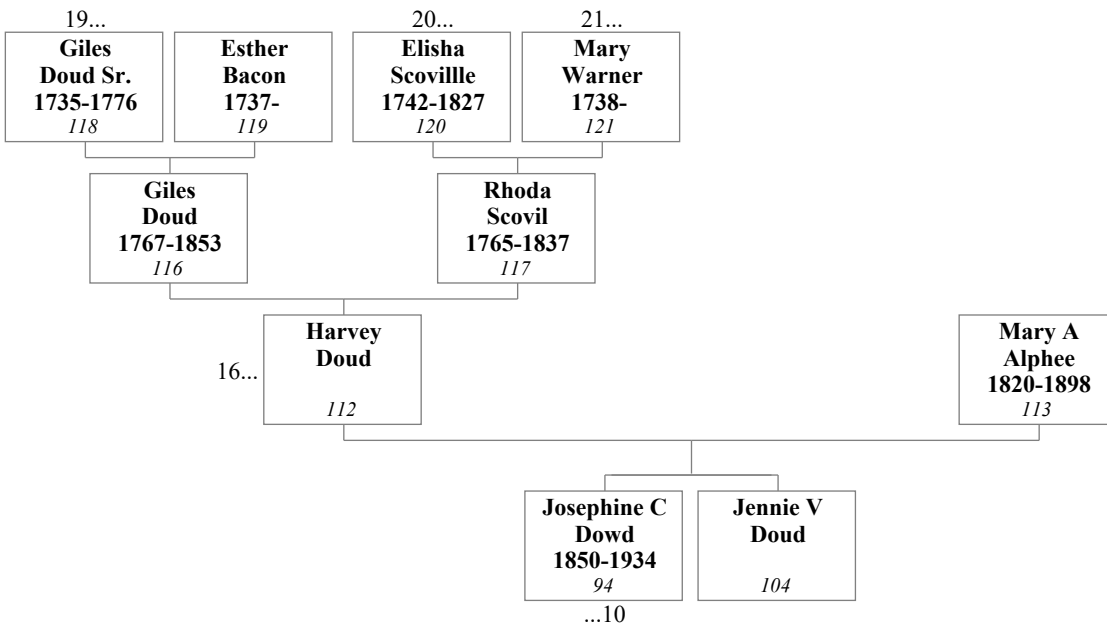 19...
Giles
Doud Sr.
1735-1776
118
Esther
Bacon
1737-
119
20...
Elisha
Scovillle
1742-1827
120
21...
Mary
Warner
1738-
121
Giles
Doud
1767-1853
116
Rhoda
Scovil
1765-1837
117
16...
Harvey
Doud
112
Mary A
Alphee
1820-1898
113
Josephine C
Dowd
1850-1934
94
...10
Jennie V
Doud
104